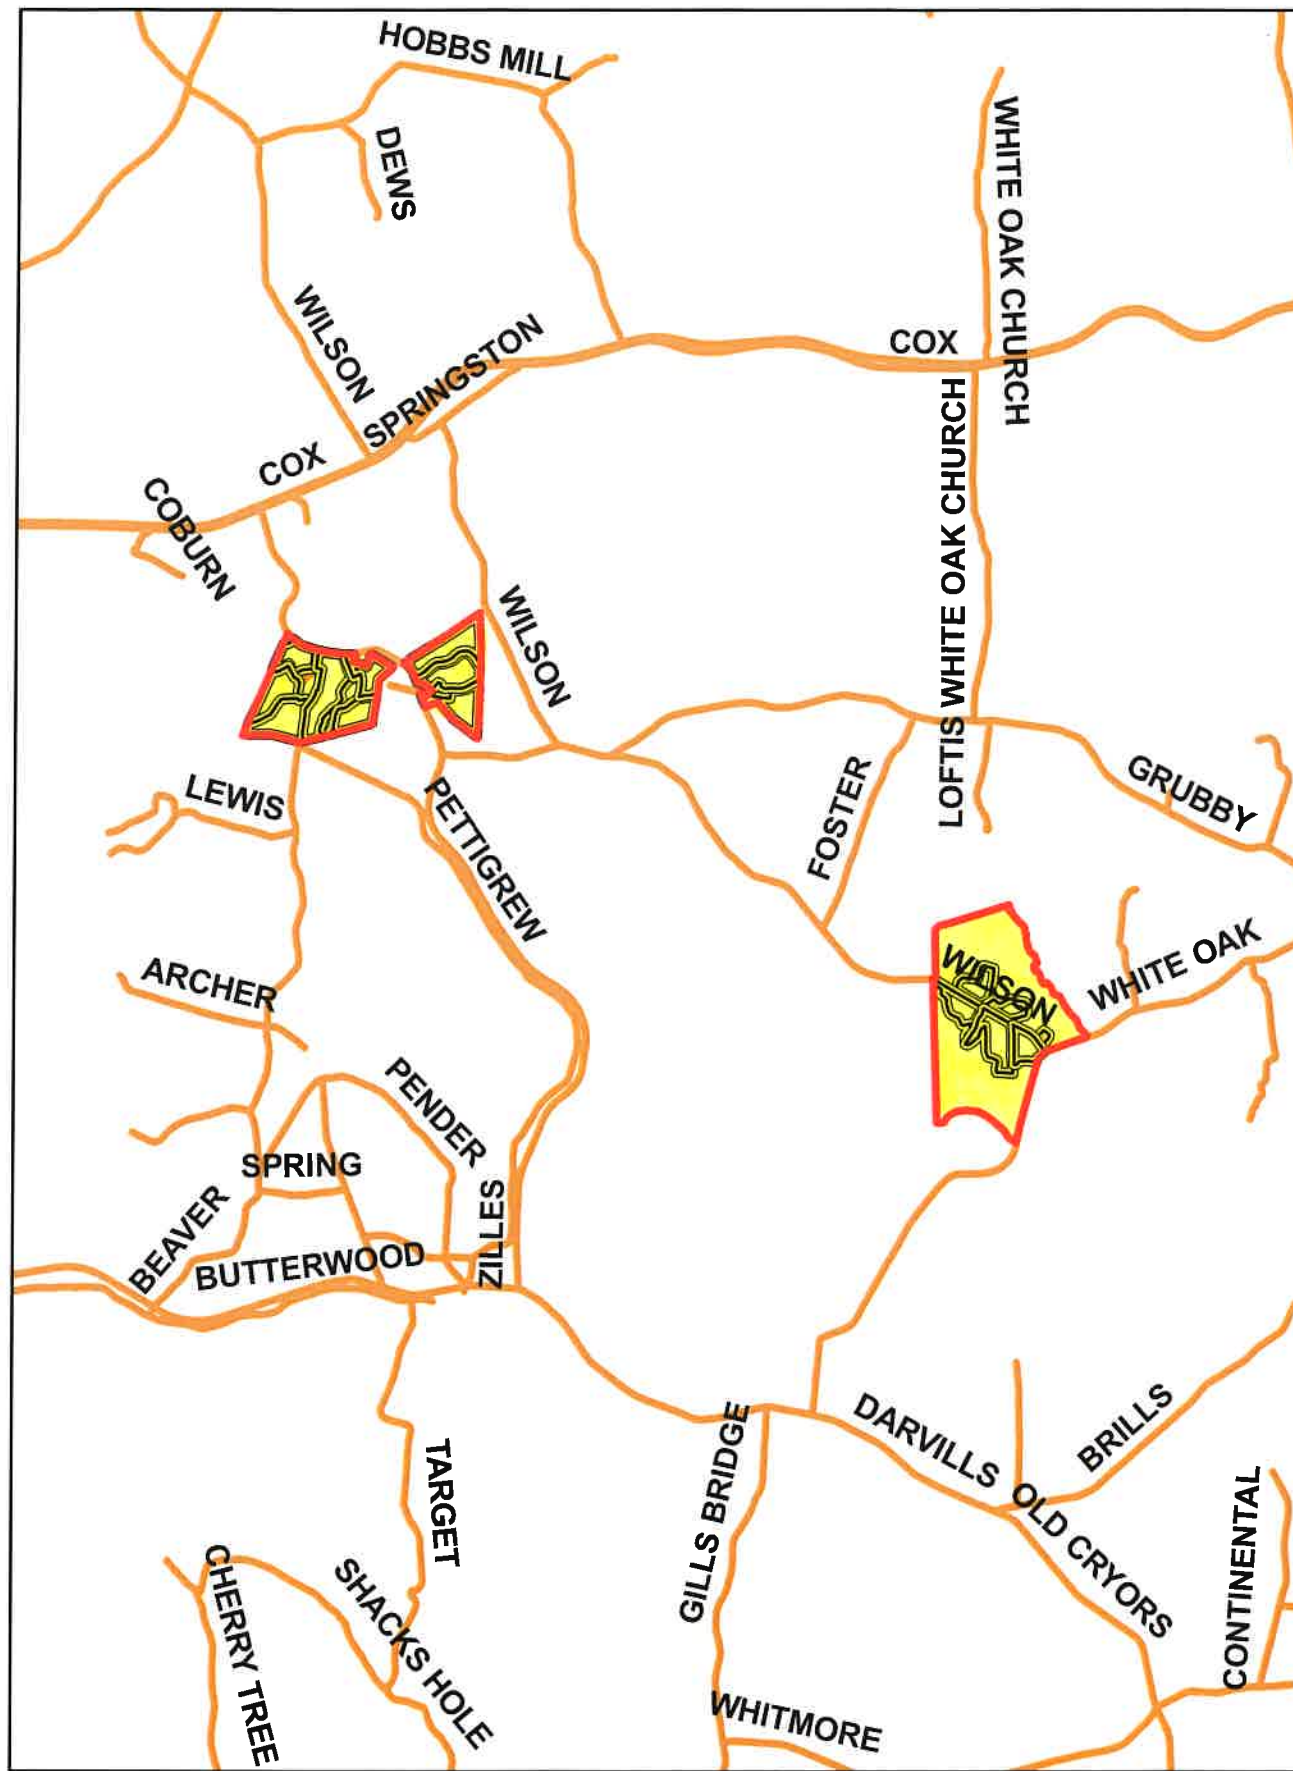 HOBBS MILL
DEWS
WHITE OAK CHURCH
WILSON
SPRINGSTON
COX
COX
COBURN
LOFTIS WHITE OAK CHURCH
WILSON
LEWIS
PETTIGREW
FOSTER
GRUBBY
ARCHER
WILSON
WHITE OAK
PENDER
SPRING
BEAVER
BUTTERWOOD
ZILLES
TARGET
GILLS BRIDGE
DARVILLS
BRILLS
OLD CRYORS
CONTINENTAL
CHERRY TREE
SHACKS HOLE
WHITMORE